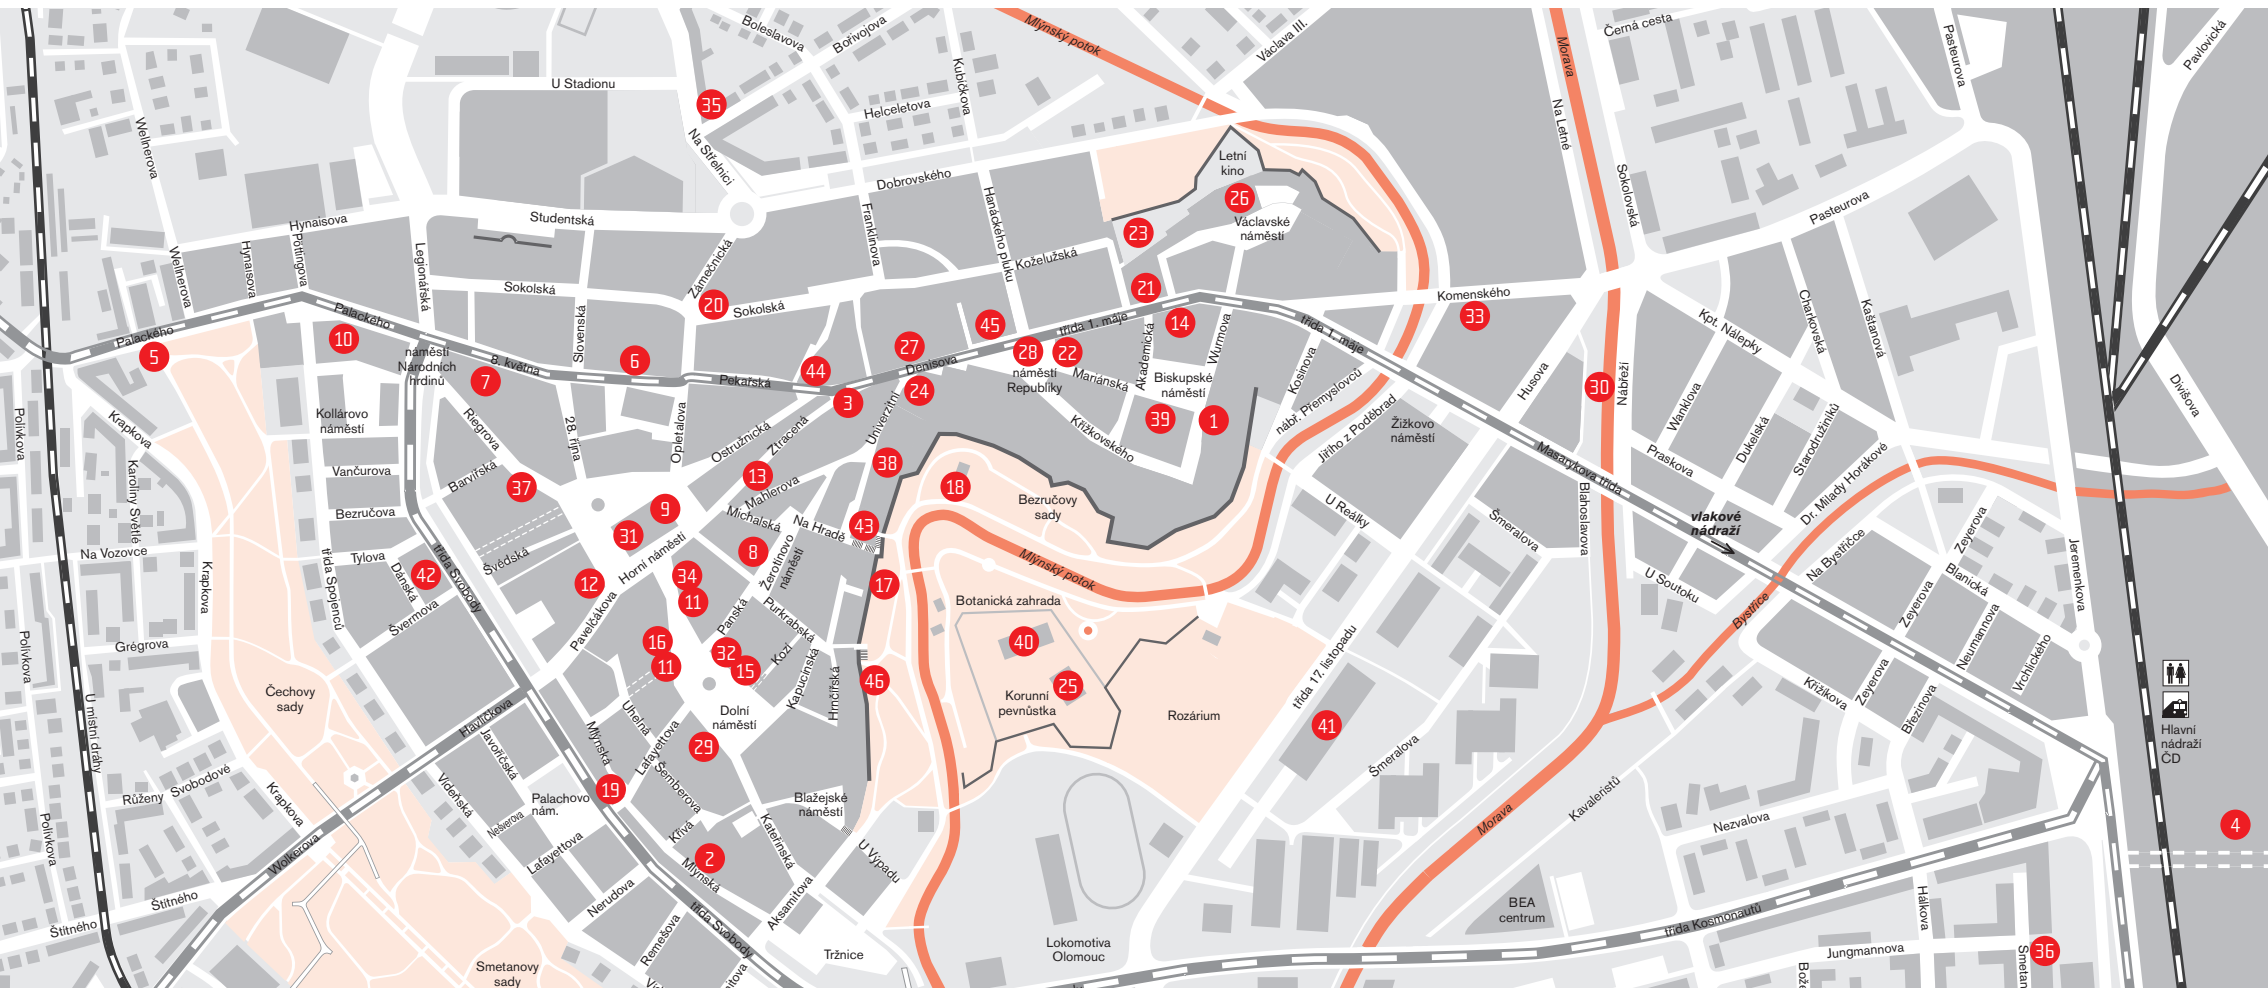 Boleslavova
Bořivojova
Mlýnský potok
Václava III.
Morava
Černá cesta
Pasteurova
Pavlovická
U Stadionu
35
Kubíčkova
Helceletova
Wellnerova
Na Střelnici
Na Letné
Sokolovská
Letní
kino
26
Dobrovského
Hynaisova
Studentská
Franklinova
Hanáckého pluku
23
Václavské
náměstí
Pasteurova
Wellnerova
Hynaisova
Pöttingova
Legionářská
Zámečnická
Koželužská
Sokolská
20
Sokolská
21
Komenského
33
Palackého
Palackého
5
10
náměstí
Národních
hrdinů
8. května
7
Slovenská
6
Pekařská
44
3
27
Denisova
24
45
třída 1. máje
28
náměstí
Republiky
22
Mariánská
14
Akademická
Wurmova
Biskupské
náměstí
39
1
třída 1. máje
Kosinova
nábř. Přemyslovců
Husova
30
Nábřeží
Kpt. Nálepky
Charkovská
Kaštanová
Wanklova
Dukelská
Starodružiníků
Divišova
Polívkova
Krapkova
Karolíny Světlé
Kollárovo
náměstí
Riegrova
28. října
Opletalova
Ostružnická
Ztracená
Univerzitní
Křížkovského
Jiřího z Poděbrad
Žižkovo
náměstí
Masarykova třída
Praskova
Dr. Milady Horákové
Vančurova
Barvířská
37
13
Mahlerova
38
18
Bezručovy
sady
U Reálky
Šmeralova
Blahoslavova
vlakové
nádraží
Bezručova
9
31
Michalská
Na Hradě
43
Horní náměstí
8
Žerotínovo
náměstí
Na Vozovce
třída Spojenců
Tylova
Dánská
42
Švermova
třída Svobody
Švédská
12
34
11
17
Mlýnský potok
U Soutoku
Na Bystřičce
Zeyerova
Blanická
Jeremenkova
Krapkova
Grégrova
Pavelčákova
Panská
Purkrabská
Botanická zahrada
Bystřice
Zeyerova
Neumannova
Vrchlického
Polívkova
16
11
32
15
Kozí
Kapucínská
Hrnčířská
46
40
25
Korunní
pevnůstka
Rozárium
třída 17. listopadu
41
Šmeralova
Křižíkova
Zeyerova
Březinova
Hlavní
nádraží
ČD
U místní dráhy
Čechovy
sady
Havlíčkova
Mlýnská
Uhelná
Lafayettova
Dolní
náměstí
29
Šemberova
Javoříčská
Vídeňská
Růženy
Svobodové
Krapkova
Palachovo
nám.
Nešverova
19
Křivá
2
Mlýnská
Kateřinská
Blažejské
náměstí
U Výpadu
Morava
Kavaleristů
Nezvalova
4
Polívkova
Wolkerova
Lafayettova
Nerudova
Štítného
Štítného
Remešova
třída Svobody
Aksamitova
Tržnice
Lokomotiva
Olomouc
BEA
centrum
třída Kosmonautů
Hálkova
Jungmannova
36
Smetanovy
sady